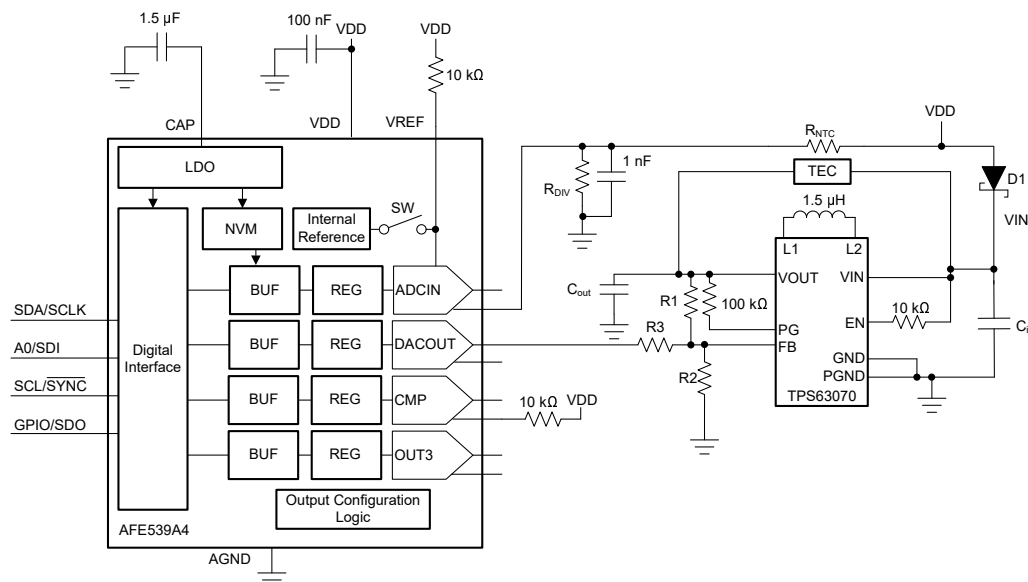 1.5 µF
100 nF
VDD
VDD
10 kΩ
CAP
VDD
VREF
LDO
NVM
Internal
Reference
SW
BUF
REG
ADCIN
BUF
REG
DACOUT
BUF
REG
CMP
BUF
REG
OUT3
SDA/SCLK
A0/SDI
SCL/SYNC
GPIO/SDO
Digital
Interface
Output Configuration
Logic
AFE539A4
AGND
10 kΩ
VDD
RDIV
1 nF
RNTC
VDD
TEC
D1
1.5 µH
VIN
L1
L2
Cout
R1
100 kΩ
VOUT
VIN
PG
EN
10 kΩ
R3
FB
R2
GND
PGND
TPS63070